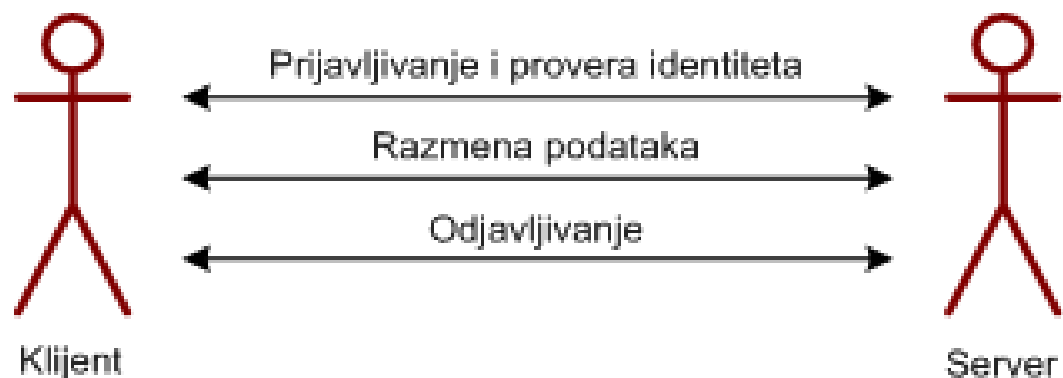 Prijavljivanje i provera identiteta
Razmena podataka
Odjavljivanje
Klijent
Server